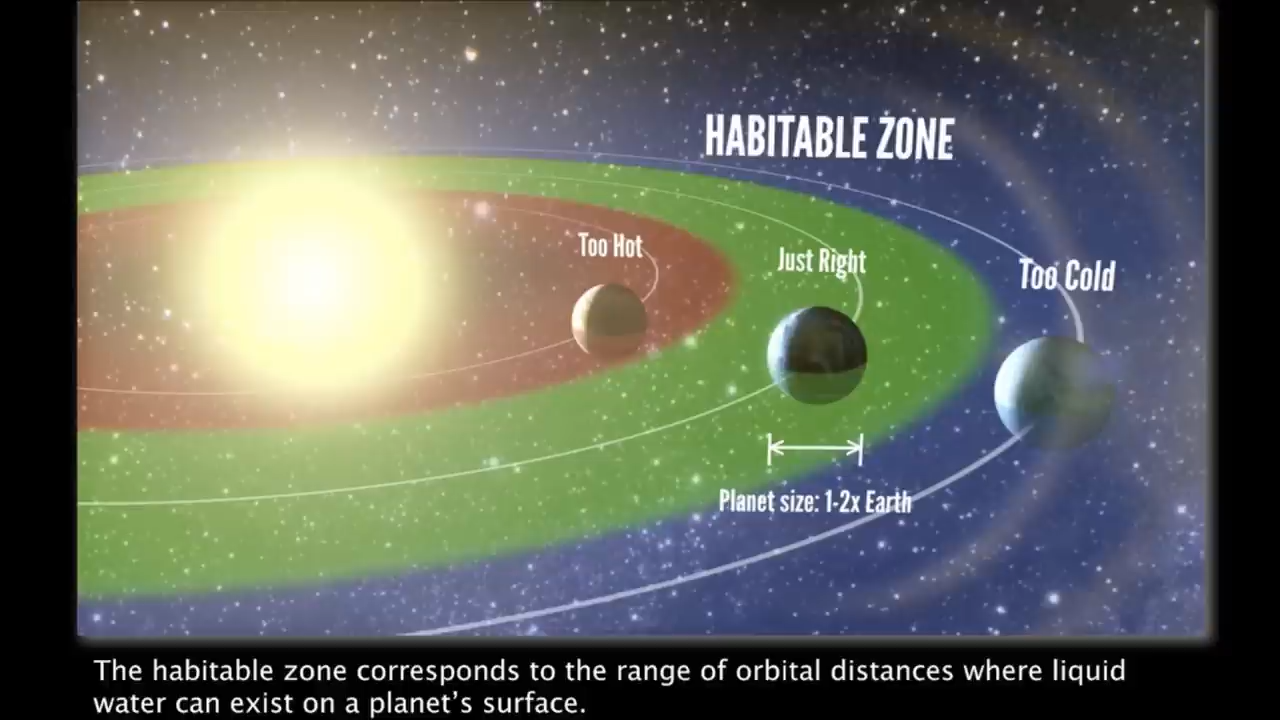 HABITABLE ZONE
Too Hot
Just Right
Too Cold
Planet size: 1-2x Earth
The habitable zone corresponds to the range of orbital distances where liquid
water can exist on a planet's surface.